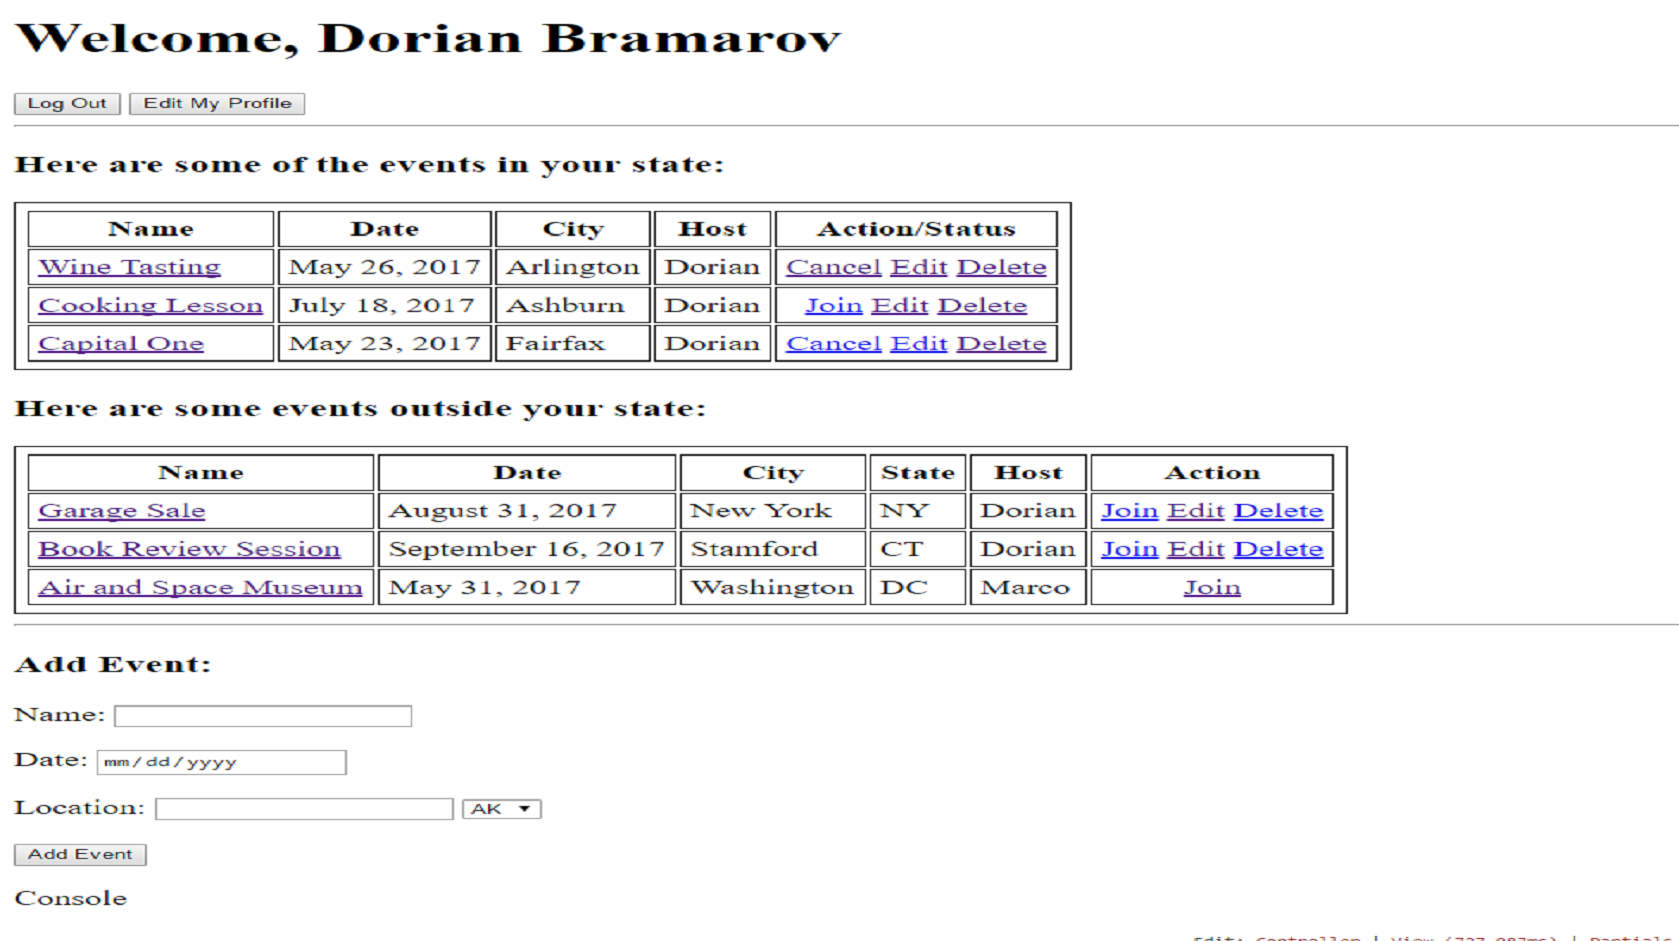 Welcome, Dorian Bramarov
Log Out Edit My Profile
Here are some of the events in your state:
Name Date City Host Action/Status
Wine Tasting May 26, 2017 Arlington Dorian Cancel Edit Delete
Cooking Lesson July 18, 2017 Ashburn Dorian Join Edit Delete
Capital One May 23, 2017 Fairfax Dorian Cancel Edit Delete
Here are some events outside your state:
Name Date City State Host Action
Garage Sale August 31, 2017 New York NY Dorian Join Edit Delete
Book Review Session September 16, 2017 Stamford CT Dorian Join Edit Delete
Air and Space Museum May 31, 2017 Washington DC Marco Join
Add Event:
Name:
Date: mm/dd/yyyy
Location: AK
Add Event
Console
Edit: Controller | View | Partials